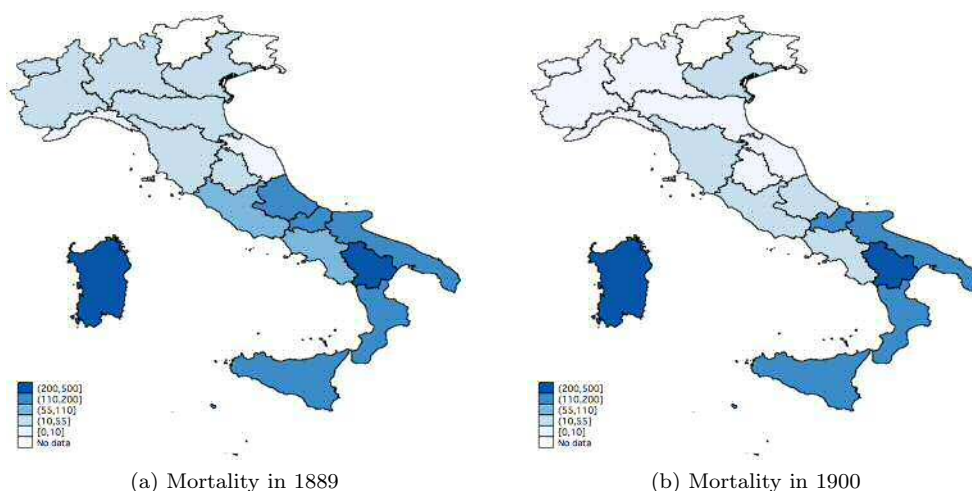 (200,500]
(110,200]
(55,110]
(10,55]
[0,10]
No data
(a) Mortality in 1889
(200,500]
(110,200]
(55,110]
(10,55]
[0,10]
No data
(b) Mortality in 1900